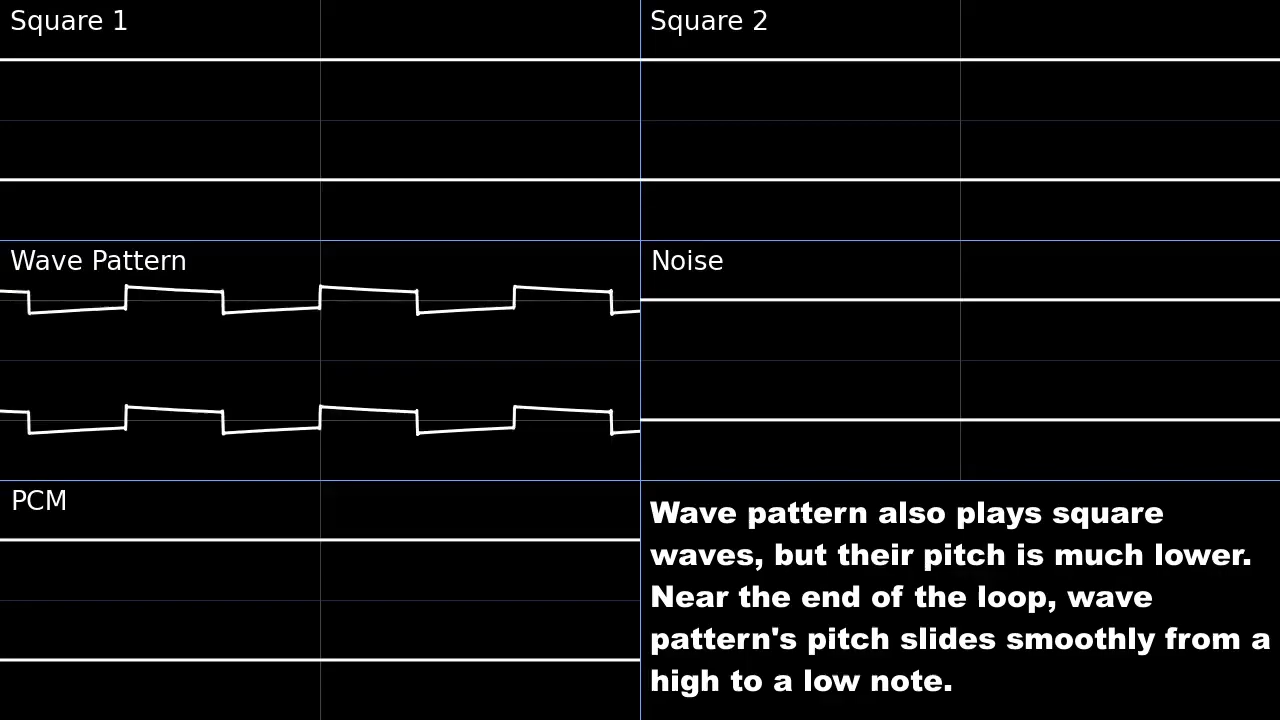 Square 1
Square 2
Wave Pattern
Noise
PCM
Wave pattern also plays square
waves, but their pitch is much lower.
Near the end of the loop, wave
pattern's pitch slides smoothly from a
high to a low note.